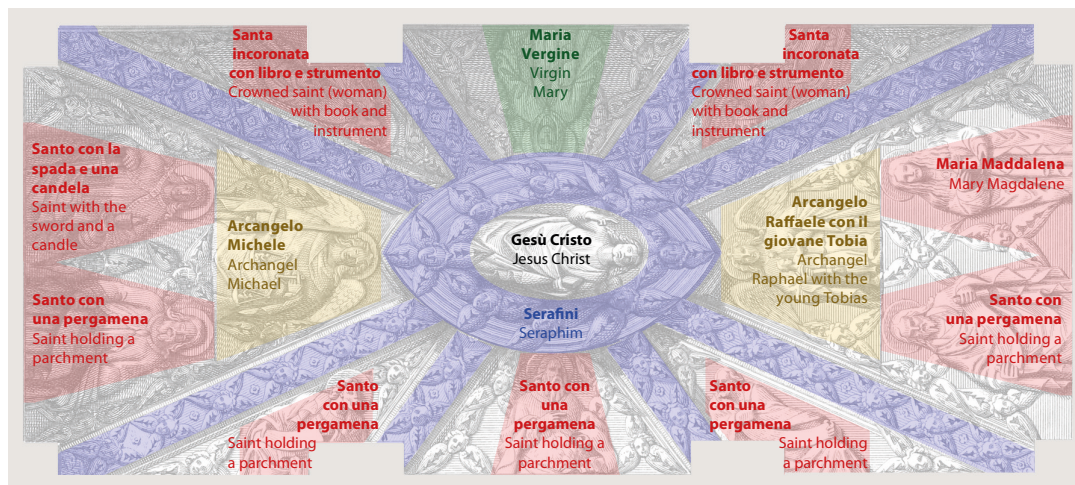 Santa
incoronata
con libro e strumento
Crowned saint (woman)
with book and
instrument
Maria
Vergine
Virgin
Mary
Santa
incoronata
con libro e strumento
Crowned saint (woman)
with book and
instrument
Santo con la
spada e una
candela
Saint with the
sword and a
candle
Arcangelo
Michele
Archangel
Michael
Gesù Cristo
Jesus Christ
Arcangelo
Raffaele con il
giovane Tobia
Archangel
Raphael with the
young Tobias
Maria Maddalena
Mary Magdalene
Santo con
una pergamena
Saint holding a
parchment
Serafini
Seraphim
Santo con
una pergamena
Saint holding a
parchment
Santo
con una
pergamena
Saint holding
a parchment
Santo con
una
pergamena
Saint holding a
parchment
Santo
con una
pergamena
Saint holding
a parchment